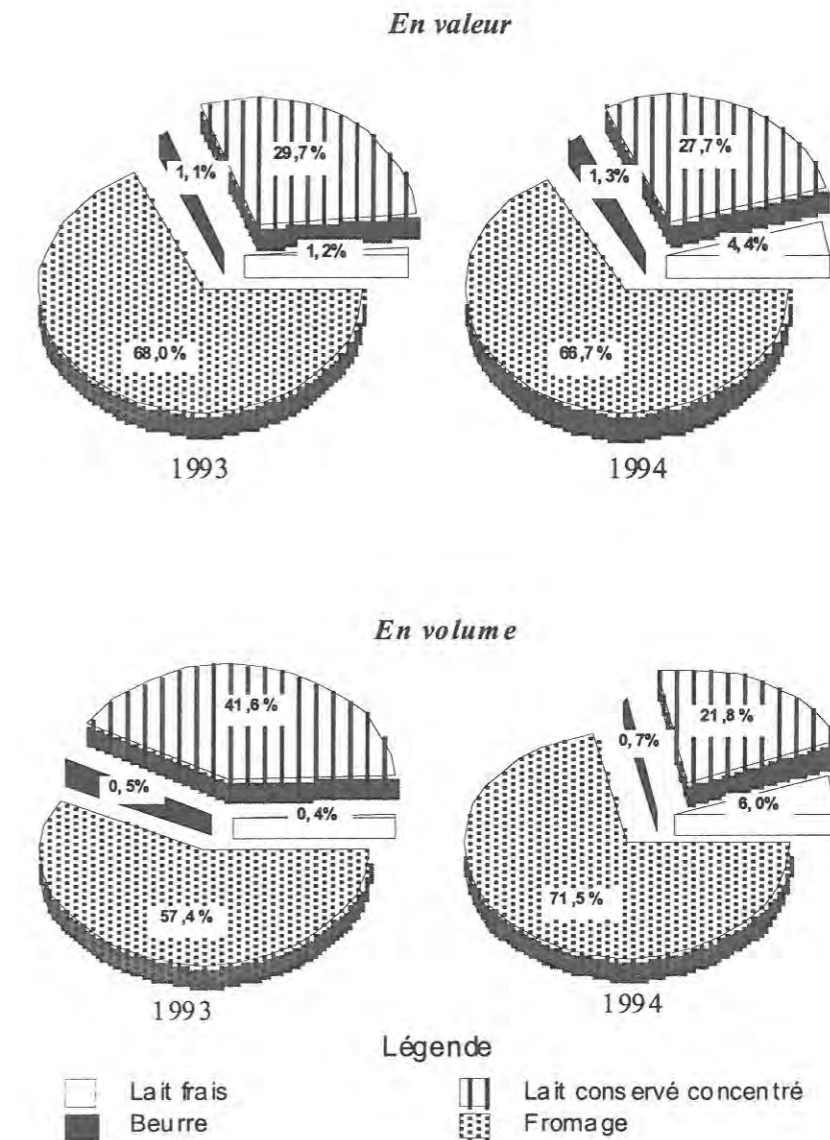 En valeur
29,7%
1,1%
1,2%
68,0%
1993
27,7%
1,3%
4,4%
66,7%
1994
En volume
41,6%
0,5%
0,4%
57,4%
1993
21,8%
0,7%
6,0%
71,5%
1994
Légende
Lait frais
Lait conservé concentré
Beurre
Fromage